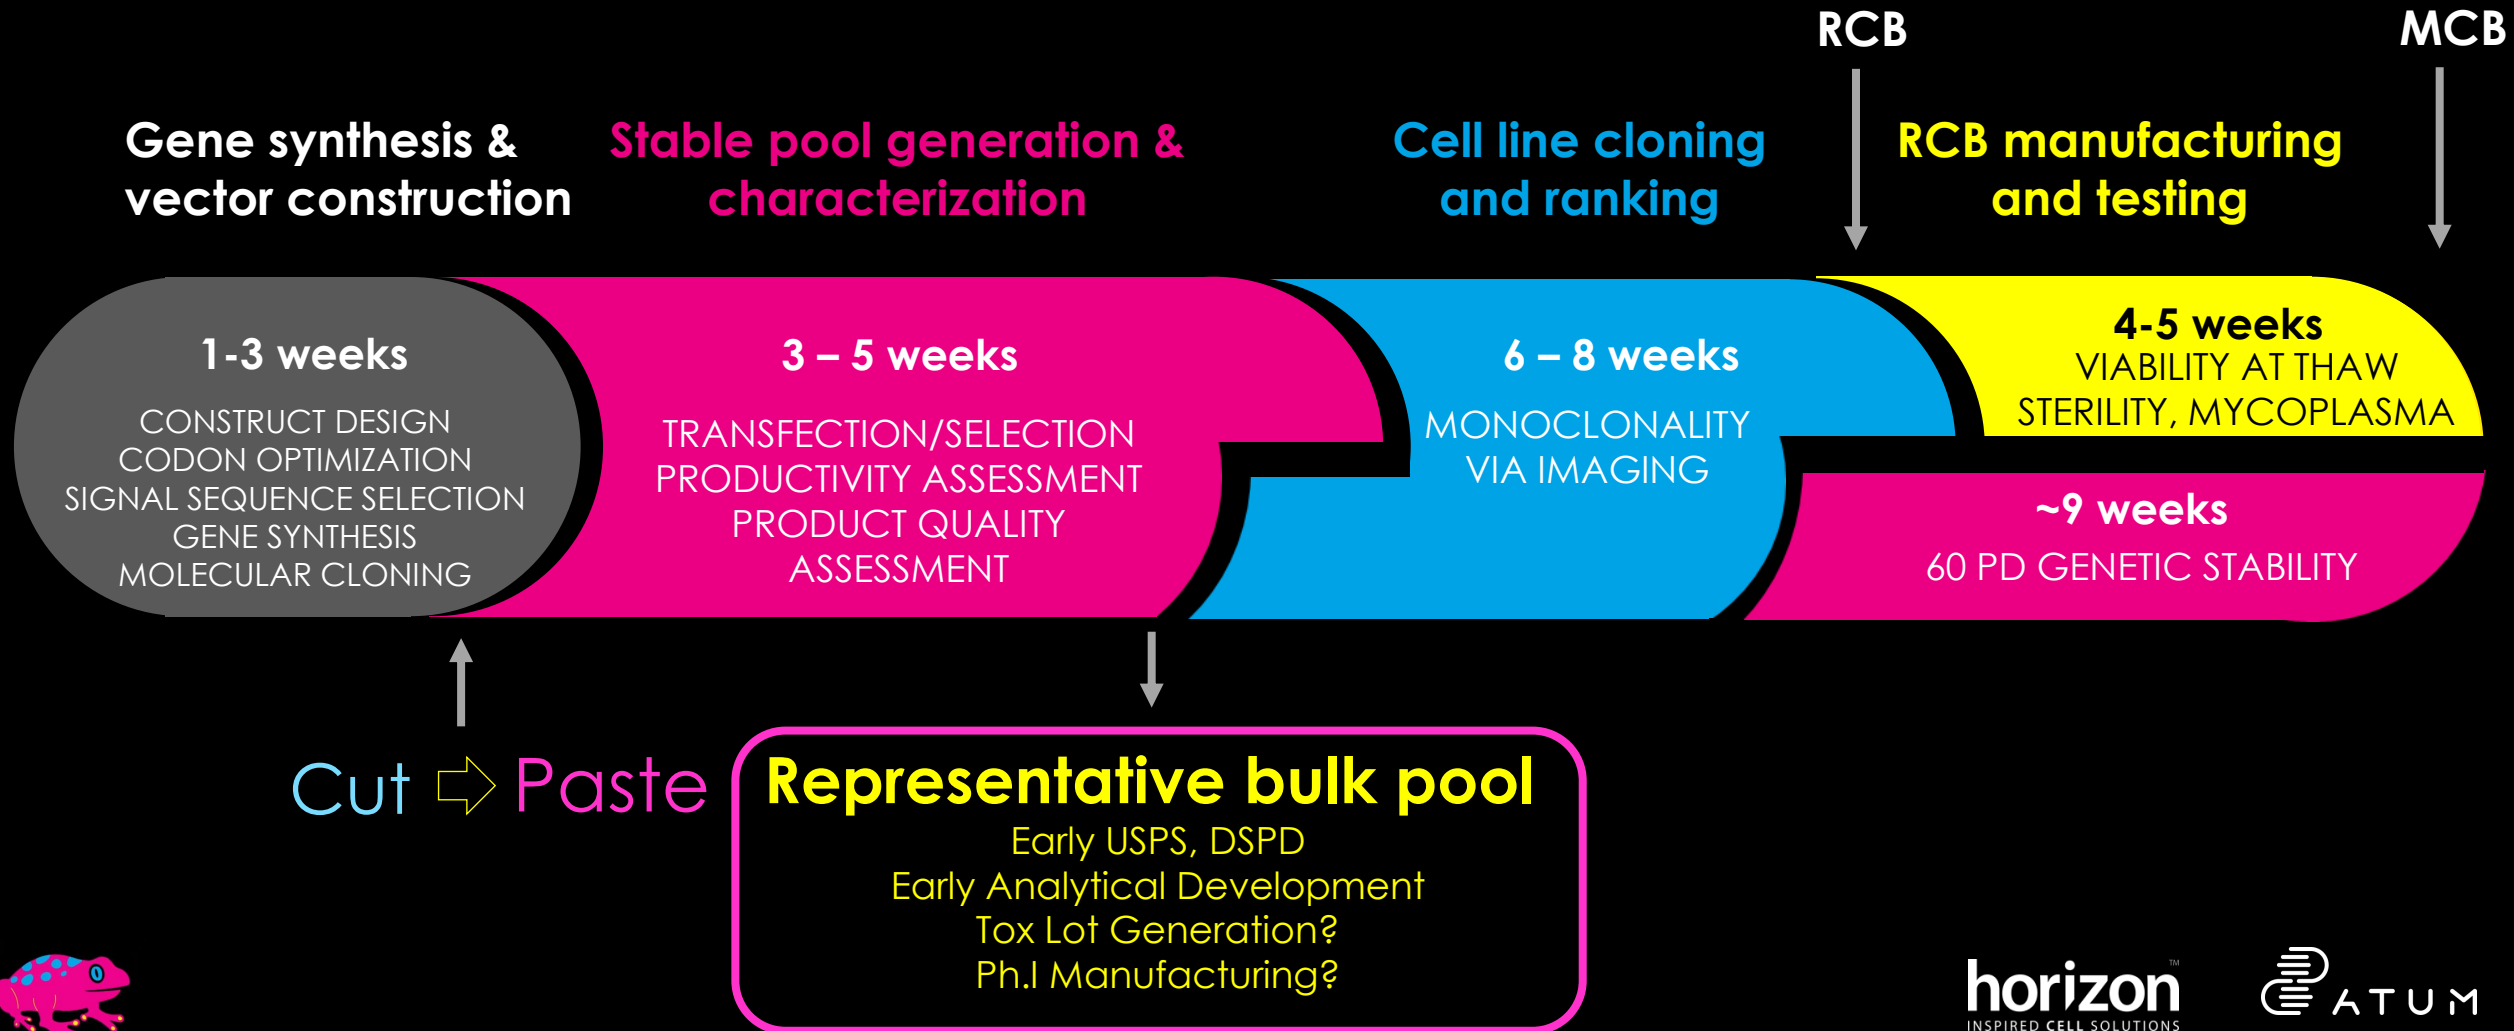 RCB
MCB
Gene synthesis &
vector construction
Stable pool generation &
characterization
Cell line cloning
and ranking
RCB manufacturing
and testing
1-3 weeks
CONSTRUCT DESIGN
CODON OPTIMIZATION
SIGNAL SEQUENCE SELECTION
GENE SYNTHESIS
MOLECULAR CLONING
3 – 5 weeks
TRANSFECTION/SELECTION
PRODUCTIVITY ASSESSMENT
PRODUCT QUALITY
ASSESSMENT
6 – 8 weeks
MONOCLONALITY
VIA IMAGING
4-5 weeks
VIABILITY AT THAW
STERILITY, MYCOPLASMA
~9 weeks
60 PD GENETIC STABILITY
Cut Paste
Representative bulk pool
Early USPS, DSPD
Early Analytical Development
Tox Lot Generation?
Ph.I Manufacturing?
horizon™
INSPIRED CELL SOLUTIONS
ATUM